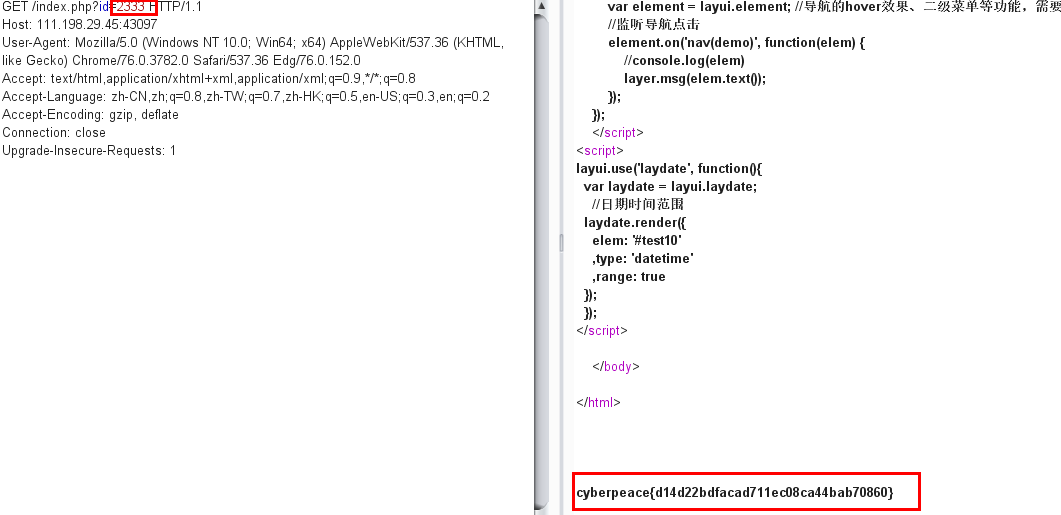 GET /index.php?id=2333 HTTP/1.1
Host: 111.198.29.45:43097
User-Agent: Mozilla/5.0 (Windows NT 10.0; Win64; x64) AppleWebKit/537.36 (KHTML,
like Gecko) Chrome/76.0.3782.0 Safari/537.36 Edg/76.0.152.0
Accept: text/html,application/xhtml+xml,application/xml;q=0.9,*/*;q=0.8
Accept-Language: zh-CN,zh;q=0.8,zh-TW;q=0.7,zh-HK;q=0.5,en-US;q=0.3,en;q=0.2
Accept-Encoding: gzip, deflate
Connection: close
Upgrade-Insecure-Requests: 1
var element = layui.element; //导航的hover效果、二级菜单等功能，需要
//监听导航点击
element.on('nav(demo)', function(elem) {
//console.log(elem)
layer.msg(elem.text());
});
});
</script>
<script>
layui.use('laydate', function(){
var laydate = layui.laydate;
//日期时间范围
laydate.render({
elem: '#test10'
,type: 'datetime'
,range: true
});
});
</script>
</body>
</html>
cyberpeace{d14d22bdfacad711ec08ca44bab70860}